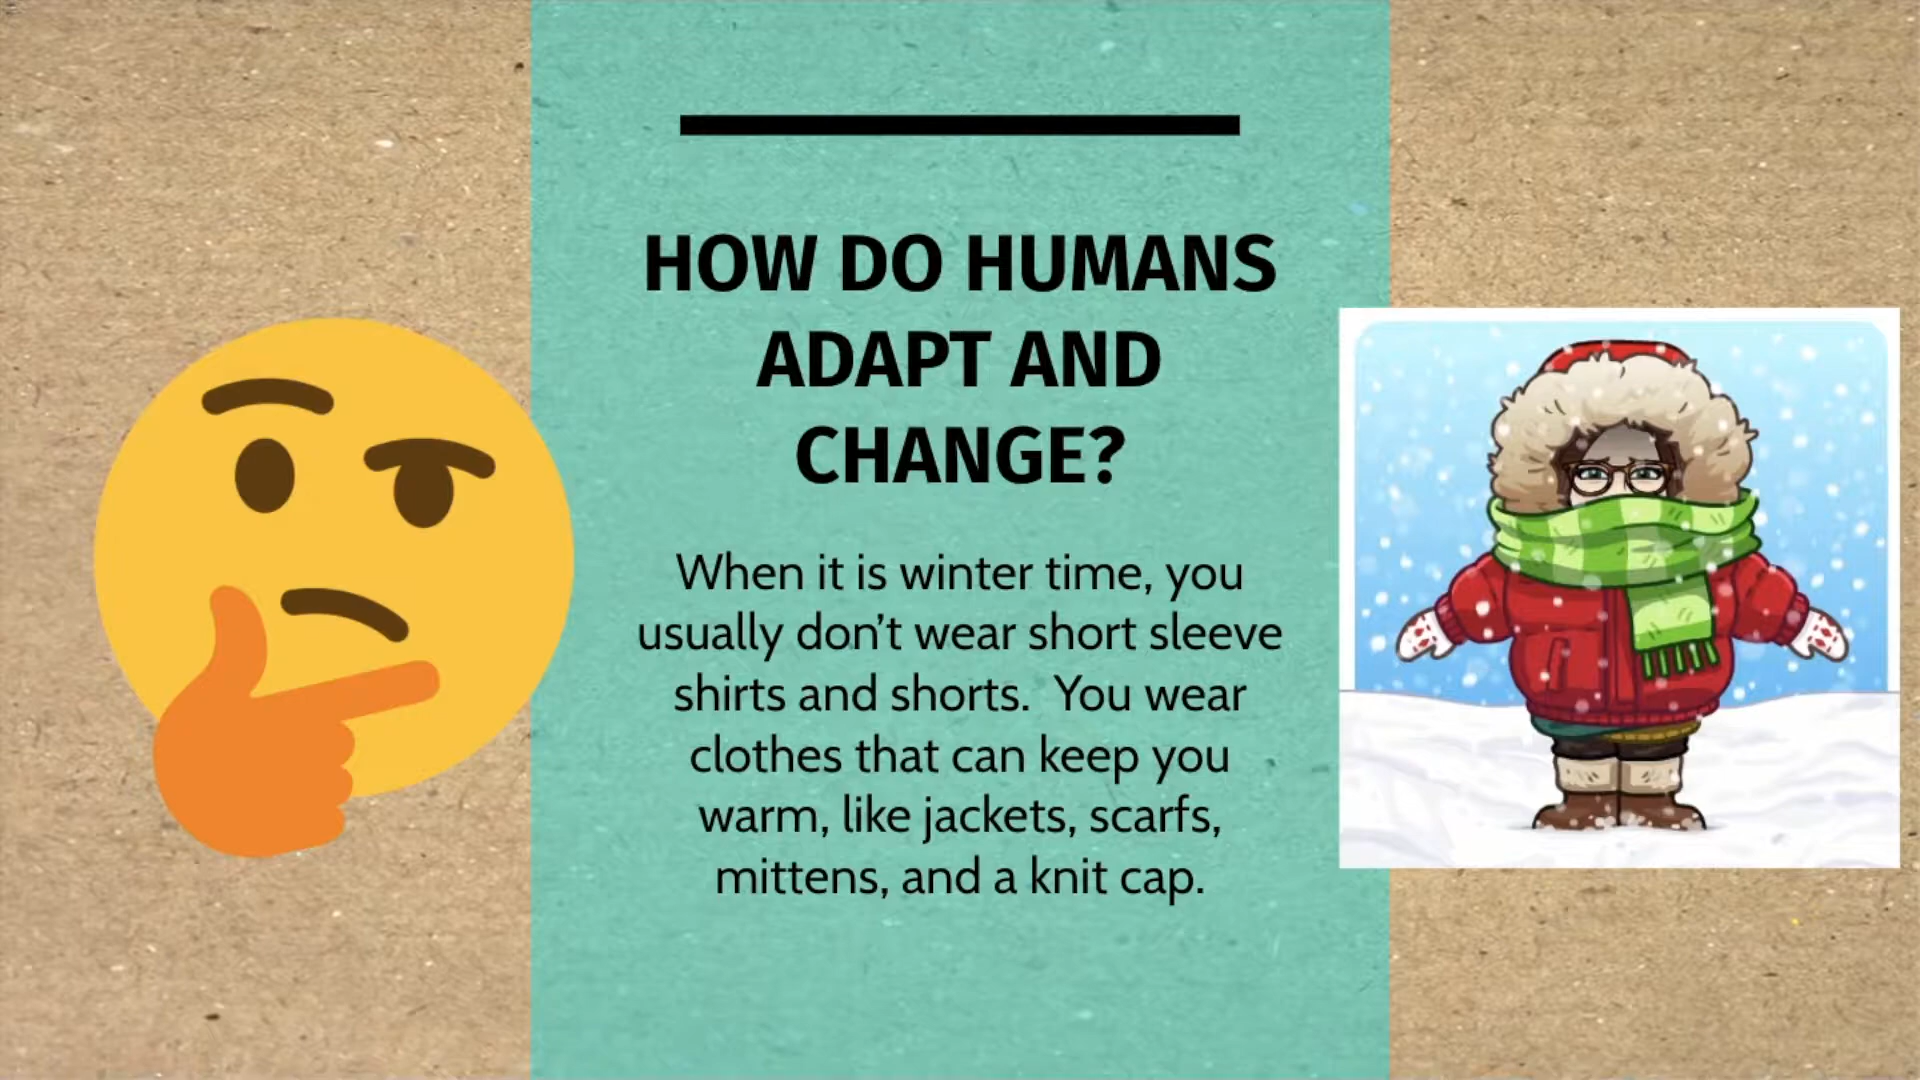 HOW DO HUMANS
ADAPT AND
CHANGE?
When it is winter time, you
usually don’t wear short sleeve
shirts and shorts.  You wear
clothes that can keep you
warm, like jackets, scarfs,
mittens, and a knit cap.